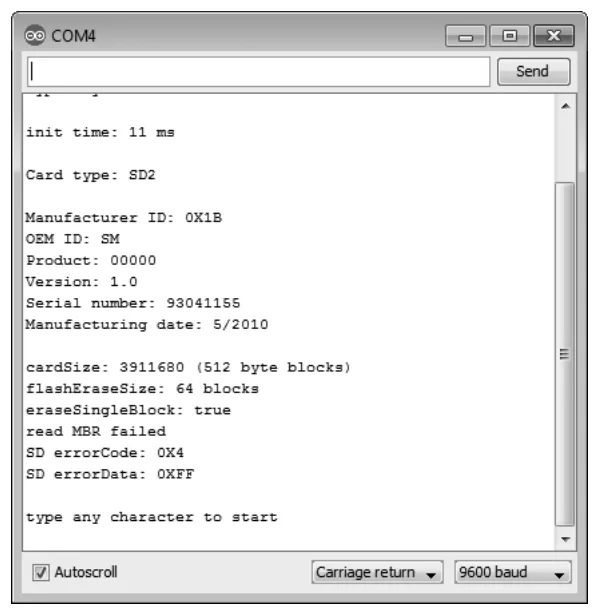 COM4
Send
init time: 11 ms
Card type: SD2
Manufacturer ID: 0X1B
OEM ID: SM
Product: 00000
Version: 1.0
Serial number: 93041155
Manufacturing date: 5/2010
cardSize: 3911680 (512 byte blocks)
flashEraseSize: 64 blocks
eraseSingleBlock: true
read MBR failed
SD errorCode: 0X4
SD errorData: 0XFF
type any character to start
Autoscroll
Carriage return
9600 baud